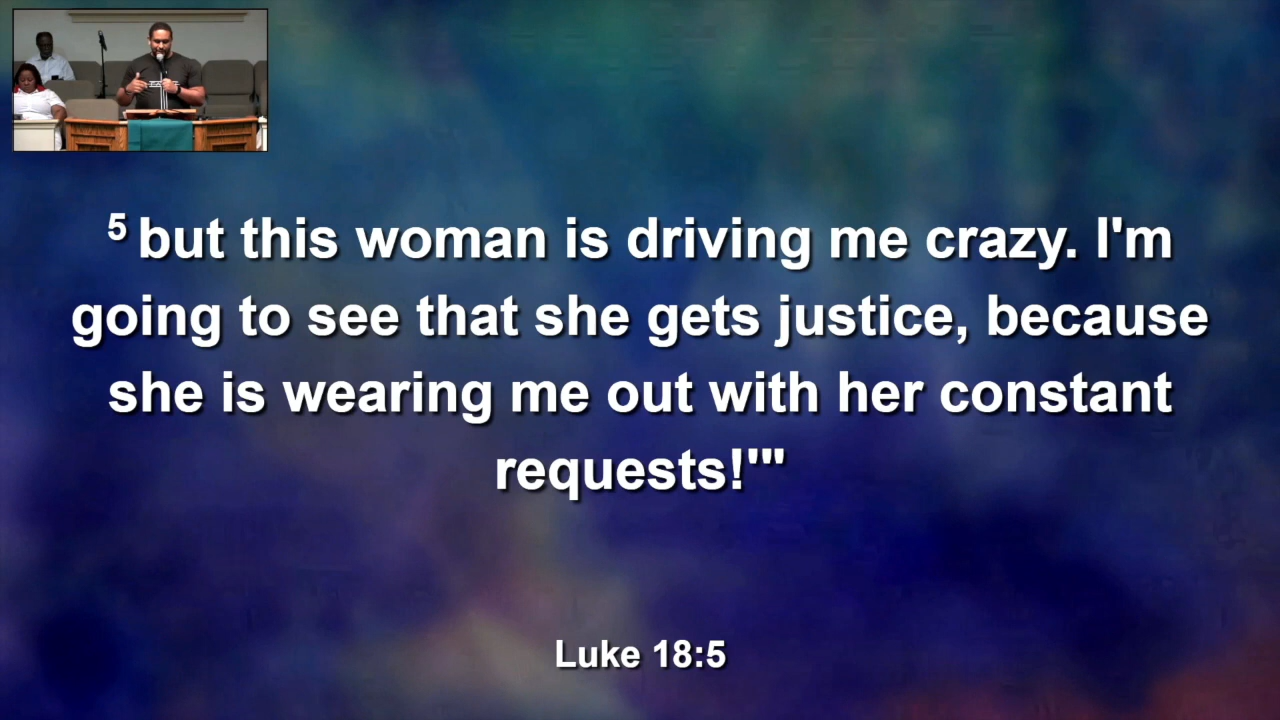 5 but this woman is driving me crazy. I'm
going to see that she gets justice, because
she is wearing me out with her constant
requests!'"
Luke 18:5